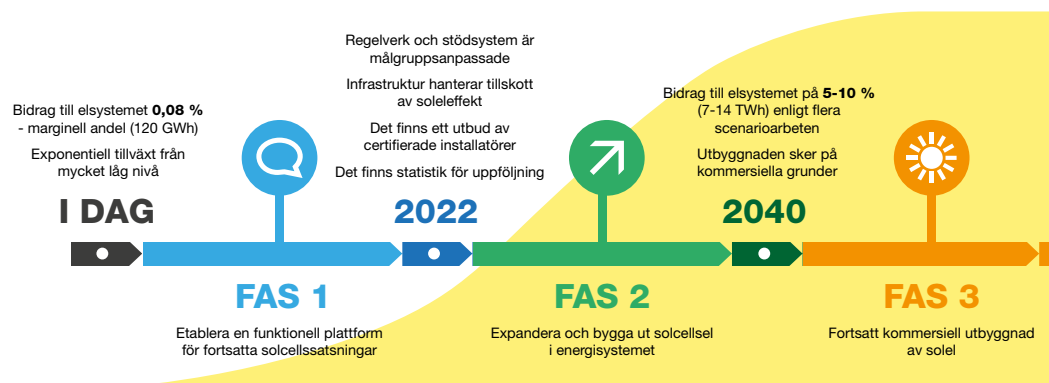 Bidrag till elsystemet 0,08 %
- marginell andel (120 GWh)
Exponentiell tillväxt från
mycket låg nivå
I DAG
FAS 1
Etablera en funktionell plattform
för fortsatta solcellssatsningar
Regelverk och stödsystem är
målgruppsanpassade
Infrastruktur hanterar tillskott
av soleleffekt
Det finns ett utbud av
certifierade installatörer
Det finns statistik för uppföljning
2022
FAS 2
Expandera och bygga ut solcellsel
i energisystemet
Bidrag till elsystemet på 5-10 %
(7-14 TWh) enligt flera
scenarioarbeten
Utbyggnaden sker på
kommersiella grunder
2040
FAS 3
Fortsatt kommersiell utbyggnad
av solel